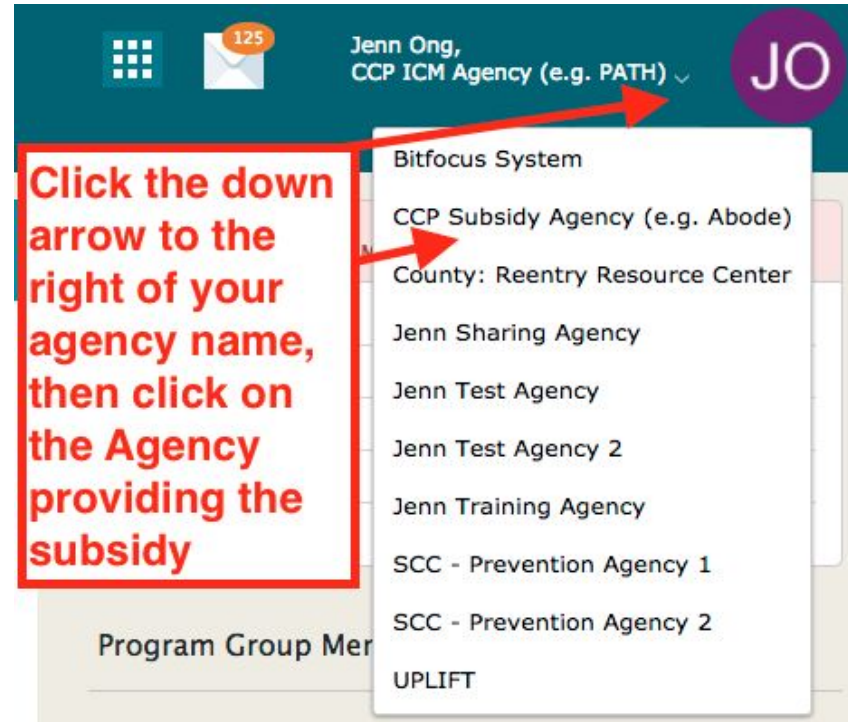 125
Jenn Ong,
CCP ICM Agency (e.g. PATH)
JO
Click the down
arrow to the
right of your
agency name,
then click on
the Agency
providing the
subsidy
Bitfocus System
CCP Subsidy Agency (e.g. Abode)
County: Reentry Resource Center
Jenn Sharing Agency
Jenn Test Agency
Jenn Test Agency 2
Jenn Training Agency
SCC - Prevention Agency 1
SCC - Prevention Agency 2
UPLIFT
Program Group Mer